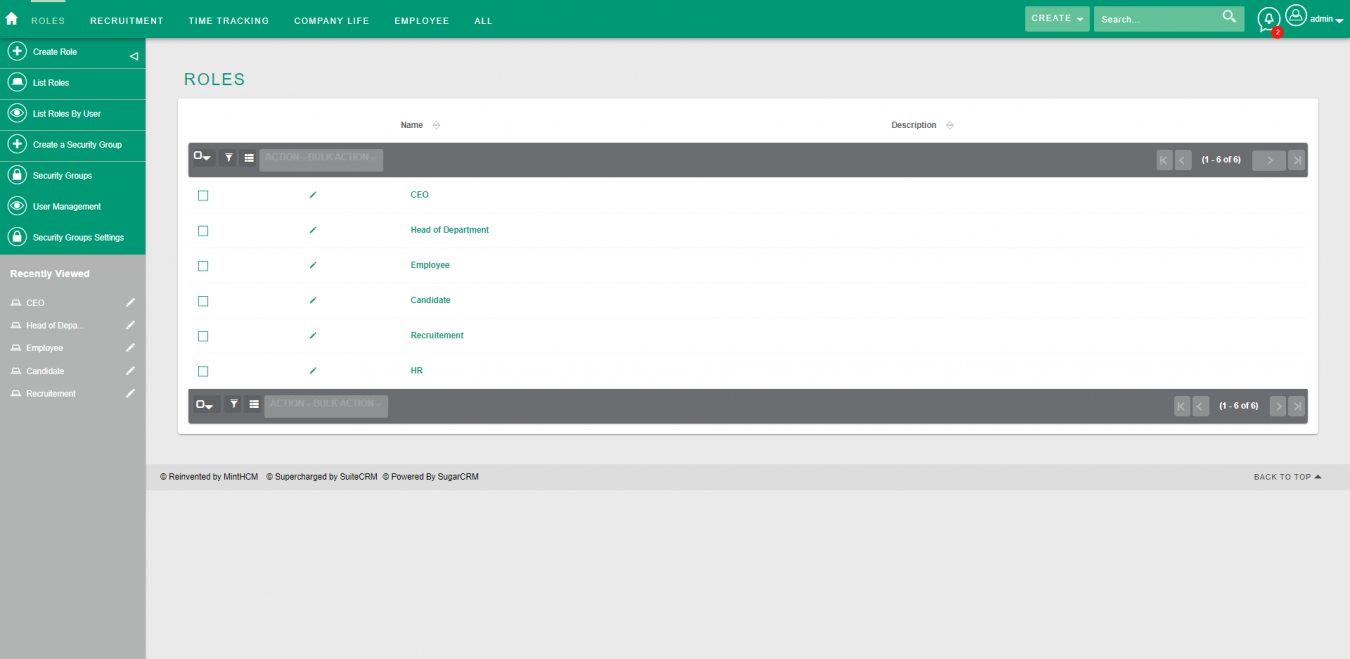 ROLES RECRUITMENT TIME TRACKING COMPANY LIFE EMPLOYEE ALL CREATE Search... 2 admin
Create Role
List Roles
List Roles By User
Create a Security Group
Security Groups
User Management
Security Groups Settings
Recently Viewed
CEO
Head of Depa...
Employee
Candidate
Recruitement
ROLES
Name Description
ACTION BULK ACTION (1 - 6 of 6)
CEO
Head of Department
Employee
Candidate
Recruitement
HR
ACTION BULK ACTION (1 - 6 of 6)
© Reinvented by MintHCM © Supercharged by SuiteCRM © Powered By SugarCRM BACK TO TOP